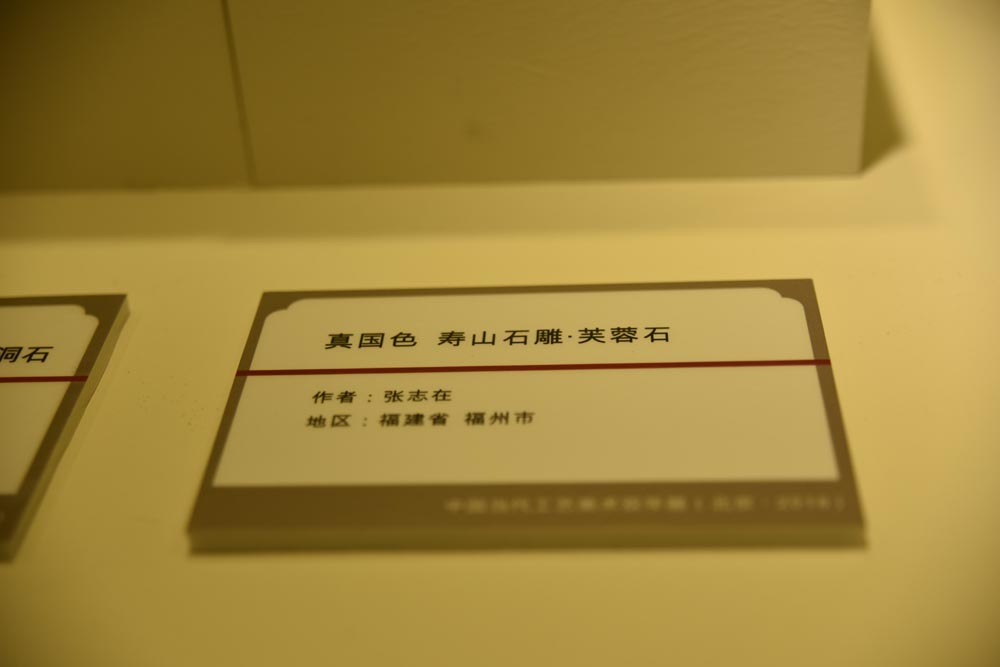 洞石
真国色 寿山石雕·芙蓉石
作者：张志在
地区：福建省 福州市